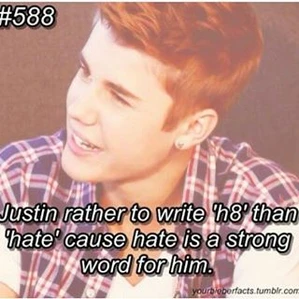 #588
Justin rather to write 'h8' than
'hate' cause hate is a strong
word for him.
yourbieberfacts.tumblr.com